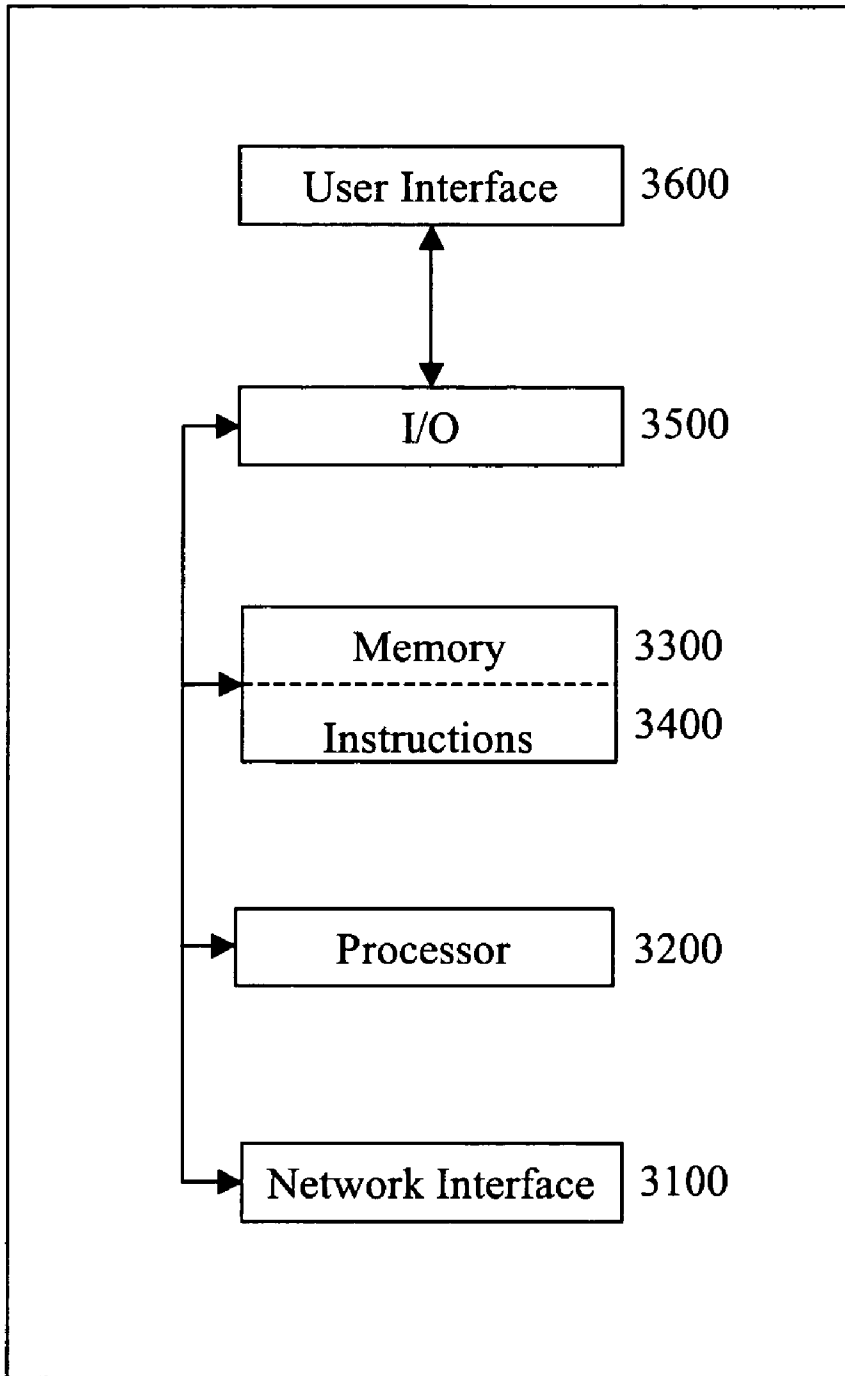 User Interface 3600
I/O 3500
Memory 3300
Instructions 3400
Processor 3200
Network Interface 3100